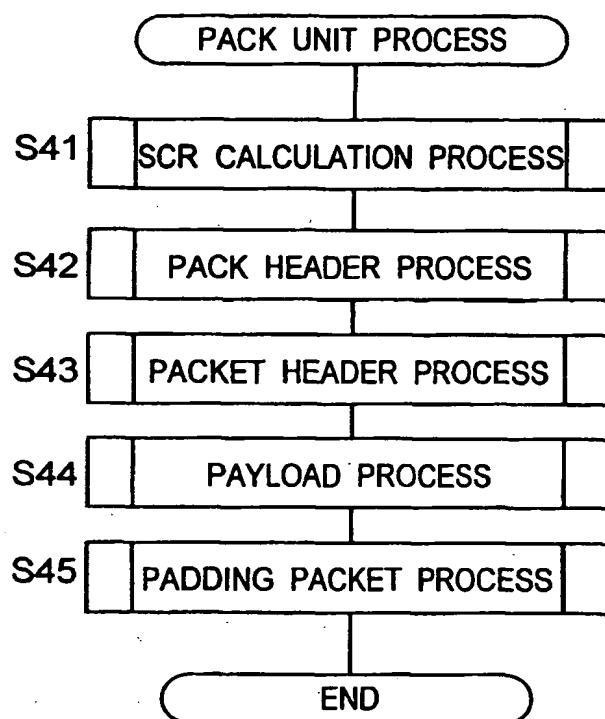 PACK UNIT PROCESS
S41 SCR CALCULATION PROCESS
S42 PACK HEADER PROCESS
S43 PACKET HEADER PROCESS
S44 PAYLOAD PROCESS
S45 PADDING PACKET PROCESS
END